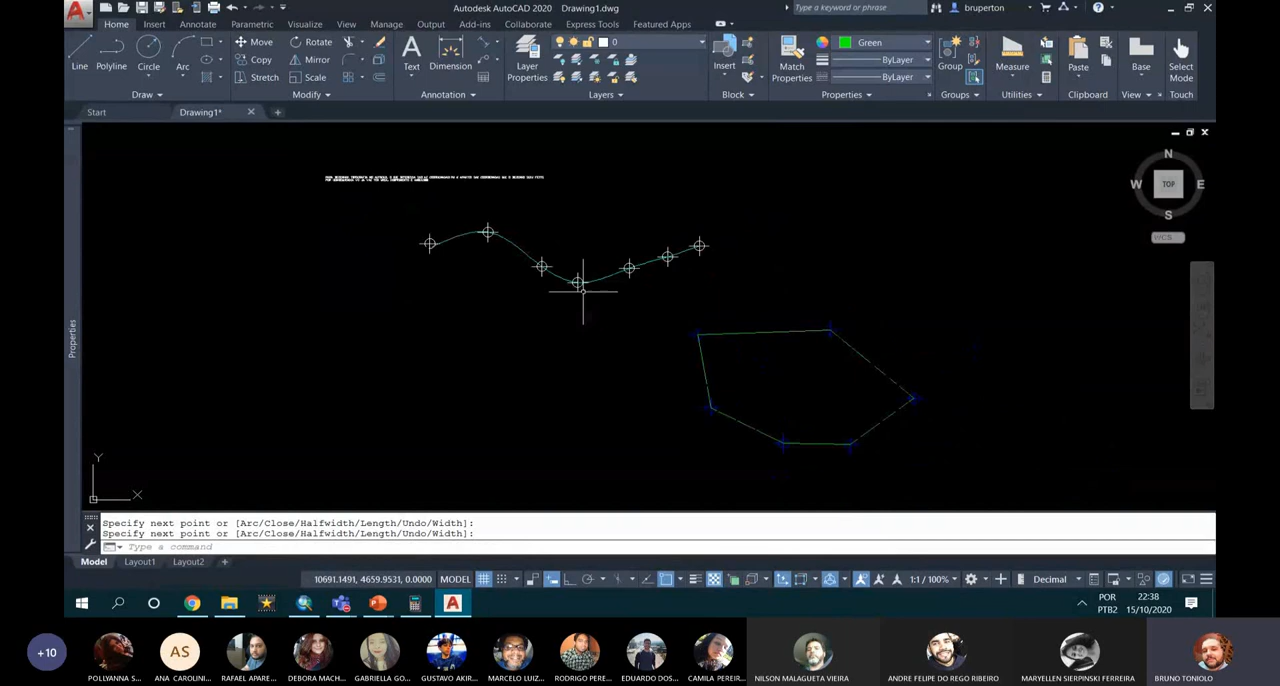 Autodesk AutoCAD 2020 Drawing1.dwg
Type a keyword or phrase
bruperton
Home Insert Annotate Parametric View Manage Output Add-ins Collaborate Express Tools Featured Apps
Line Polyline Circle Arc
Move Rotate
Copy Mirror
Stretch Scale
Text Dimension
Layer Properties
0
Insert
Match Properties
Green
ByLayer
ByLayer
Group
Measure
Paste
Base
Select Mode
Draw Modify Annotation Layers Block Properties Groups Utilities Clipboard View Touch
Start Drawing1*
N
W TOP E
S
WCS
Properties
Y
X
Specify next point or [Arc/Close/Halfwidth/Length/Undo/Width]:
Specify next point or [Arc/Close/Halfwidth/Length/Undo/Width]:
Type a command
Model Layout1 Layout2 +
10691.1491, 4659.9531, 0.0000 MODEL 1:1 / 100% Decimal
POR
PTB2
22:38
15/10/2020
+10
AS
POLLYANNA S... ANA CAROLINI... RAFAEL APARE... DEBORA MACH... GABRIELLA GO... GUSTAVO AKIR... MARCELO LUIZ... RODRIGO PERE... EDUARDO DOS... CAMILA PEREIR... NILSON MALAGUETA VIEIRA ANDRE FELIPE DO REGO RIBEIRO MARYELLEN SIERPINSKI FERREIRA BRUNO TONIOLO